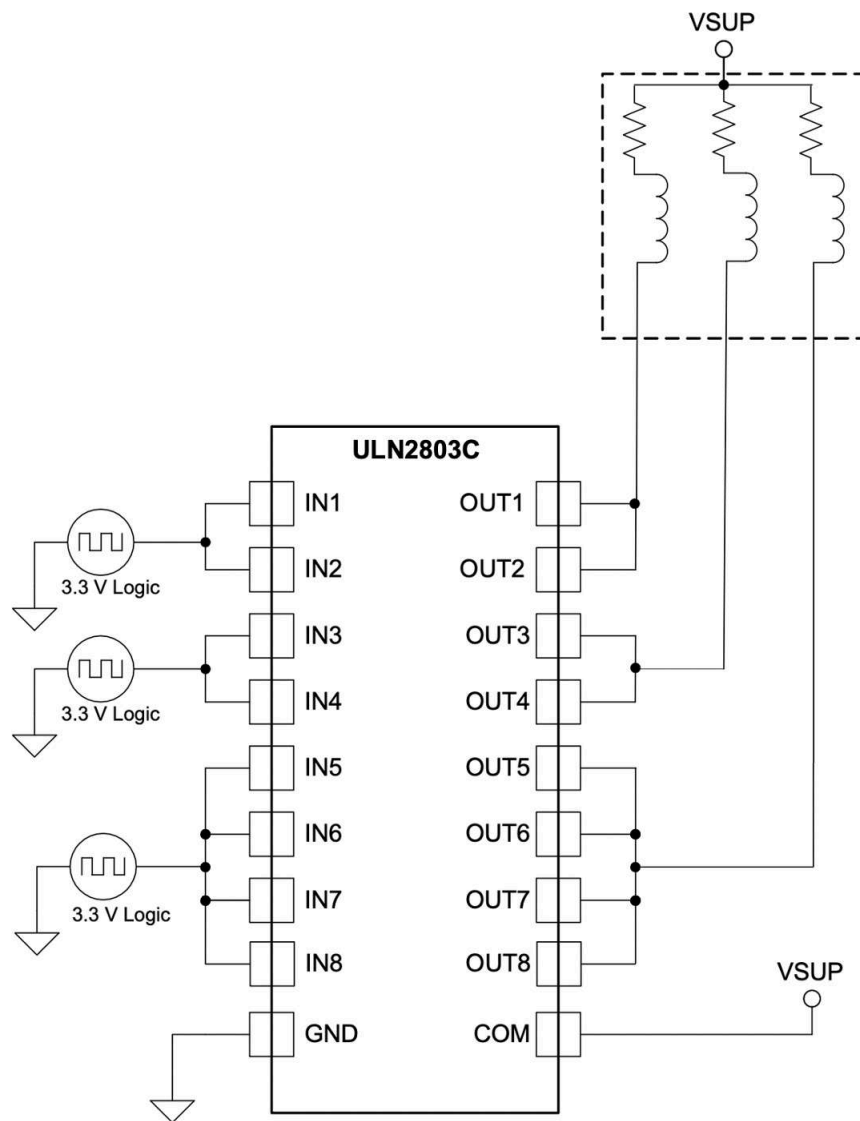 VSUP
ULN2803C
IN1 OUT1
3.3 V Logic
IN2 OUT2
IN3 OUT3
3.3 V Logic
IN4 OUT4
IN5 OUT5
IN6 OUT6
3.3 V Logic
IN7 OUT7
IN8 OUT8
VSUP
GND COM